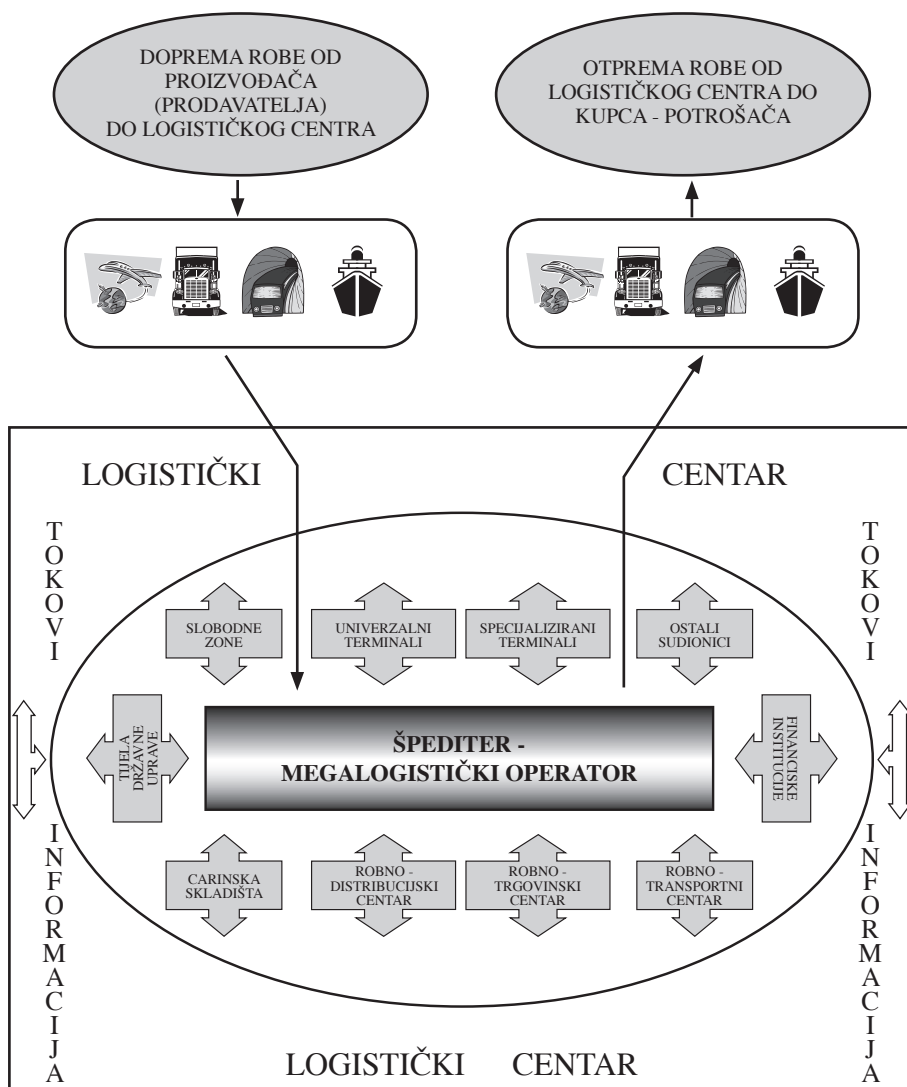 DOPREMA ROBE OD
PROIZVOĐAČA
(PRODAVATELJA)
DO LOGISTIČKOG CENTRA
OTPREMA ROBE OD
LOGISTIČKOG CENTRA DO
KUPCA - POTROŠAČA
LOGISTIČKI CENTAR
TOKOVI
TOKOVI
SLOBODNE
ZONE
UNIVERZALNI
TERMINALI
SPECIJALIZIRANI
TERMINALI
OSTALI
SUDIONICI
TIJELA
DRŽAVNE
UPRAVE
ŠPEDITER -
MEGALOGISTIČKI OPERATOR
FINANCISKE
INSTITUCIJE
CARINSKA
SKLADIŠTA
ROBNO -
DISTRIBUCIJSKI
CENTAR
ROBNO -
TRGOVINSKI
CENTAR
ROBNO -
TRANSPORTNI
CENTAR
INFORMACIJA
INFORMACIJA
LOGISTIČKI CENTAR